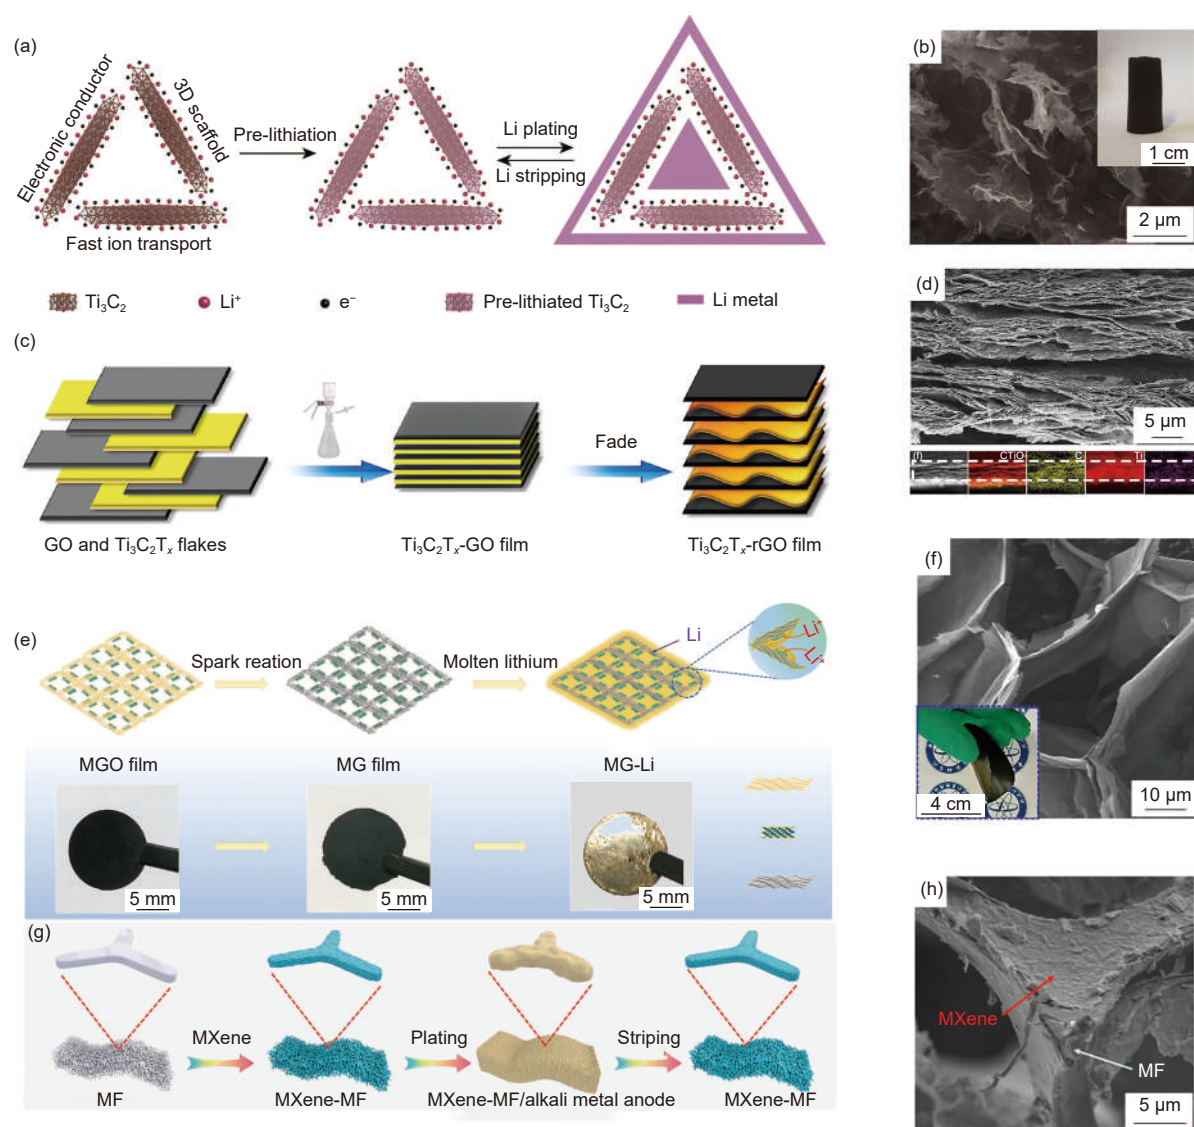 (a)
Electronic conductor
3D scaffold
Fast ion transport
Pre-lithiation
Li plating
Li stripping
Ti₃C₂
Li⁺
e⁻
Pre-lithiated Ti₃C₂
Li metal
(b)
1 cm
2 μm
(c)
GO and Ti₃C₂Tₓ flakes
Ti₃C₂Tₓ-GO film
Fade
Ti₃C₂Tₓ-rGO film
(d)
5 μm
(f)
CTiO
C
Ti
(e)
Spark reation
Molten lithium
Li
Li⁺
MGO film
MG film
MG-Li
5 mm
5 mm
5 mm
(f)
4 cm
10 μm
(g)
MXene
Plating
Striping
MF
MXene-MF
MXene-MF/alkali metal anode
MXene-MF
(h)
MXene
MF
5 μm